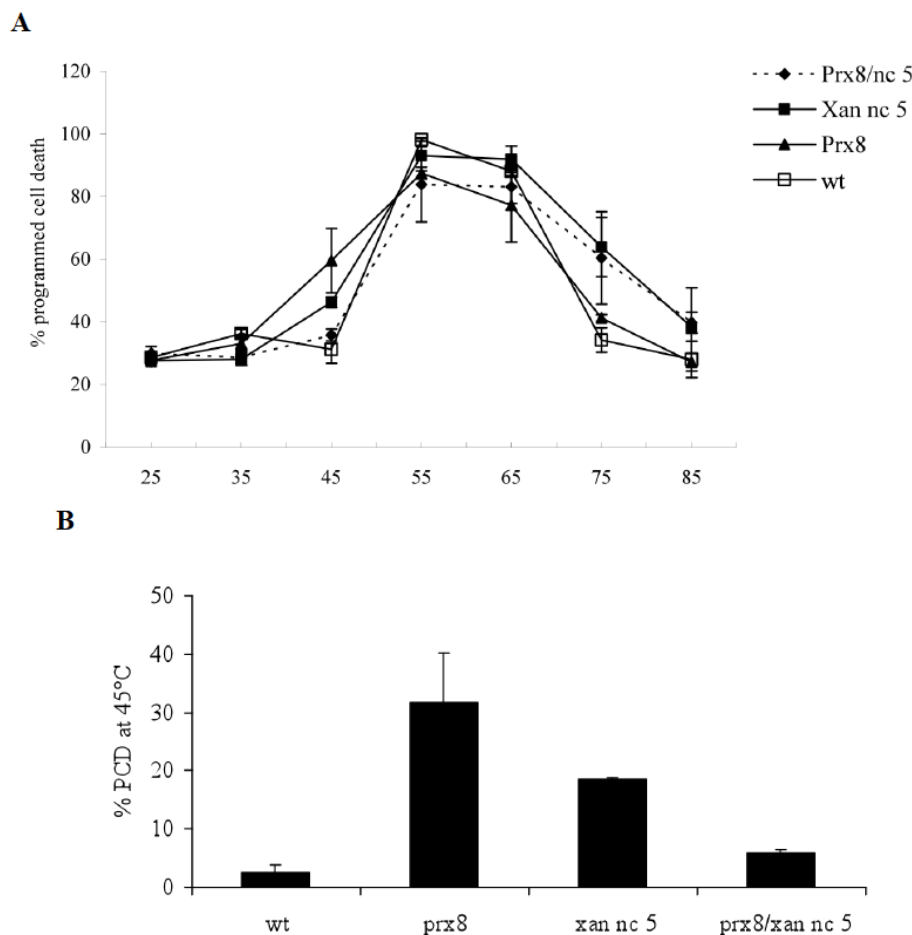 A
% programmed cell death
120
100
80
60
40
20
0
25 35 45 55 65 75 85
Prx8/nc 5
Xan nc 5
Prx8
wt
B
% PCD at 45°C
50
40
30
20
10
0
wt prx8 xan nc 5 prx8/xan nc 5